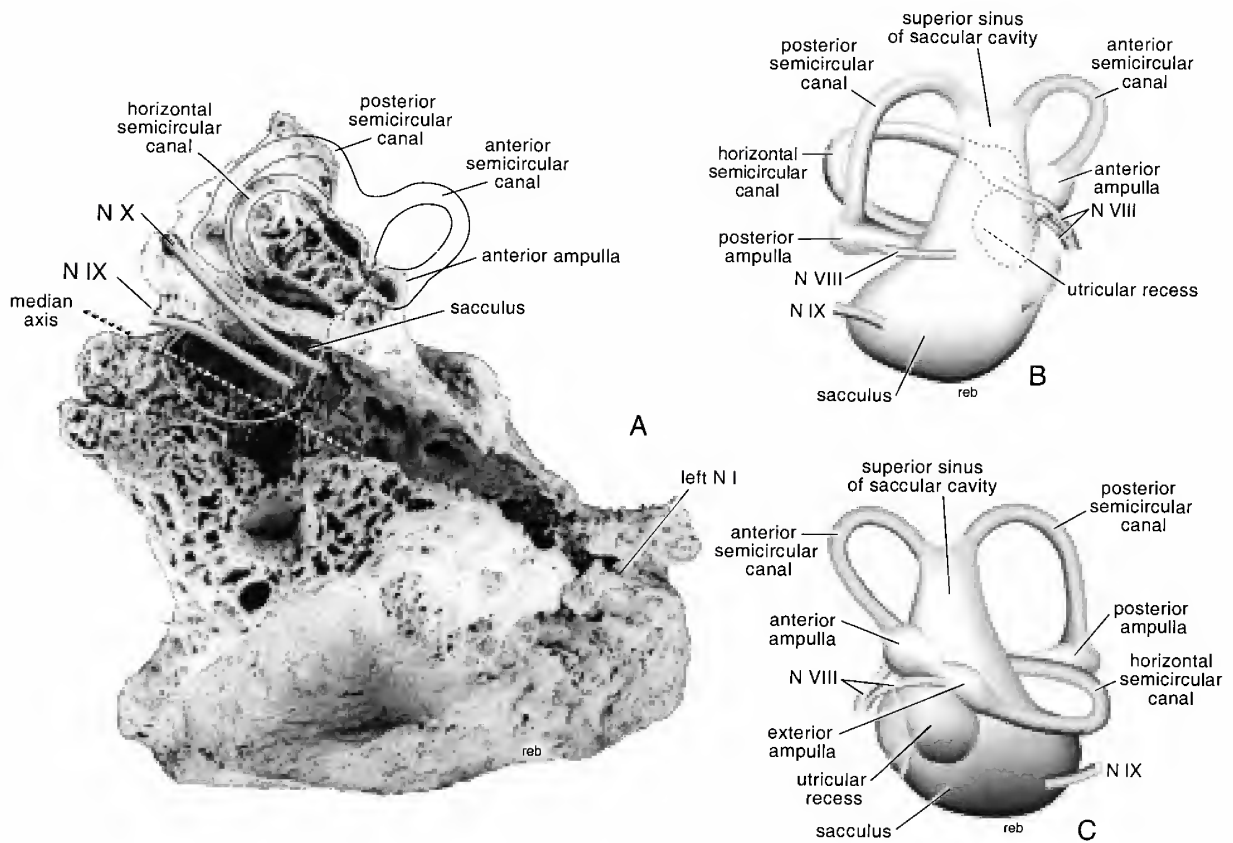 horizontal
semicircular
canal
posterior
semicircular
canal
anterior
semicircular
canal
N X
N IX
median
axis
anterior ampulla
sacculus
A
left N I
reb
superior sinus
of saccular cavity
posterior
semicircular
canal
anterior
semicircular
canal
horizontal
semicircular
canal
anterior
ampulla
N VIII
posterior
ampulla
N VIII
utricular recess
N IX
sacculus
reb
B
superior sinus
of saccular cavity
posterior
semicircular
canal
anterior
semicircular
canal
anterior
ampulla
posterior
ampulla
N VIII
horizontal
semicircular
canal
exterior
ampulla
utricular
recess
N IX
sacculus
reb
C